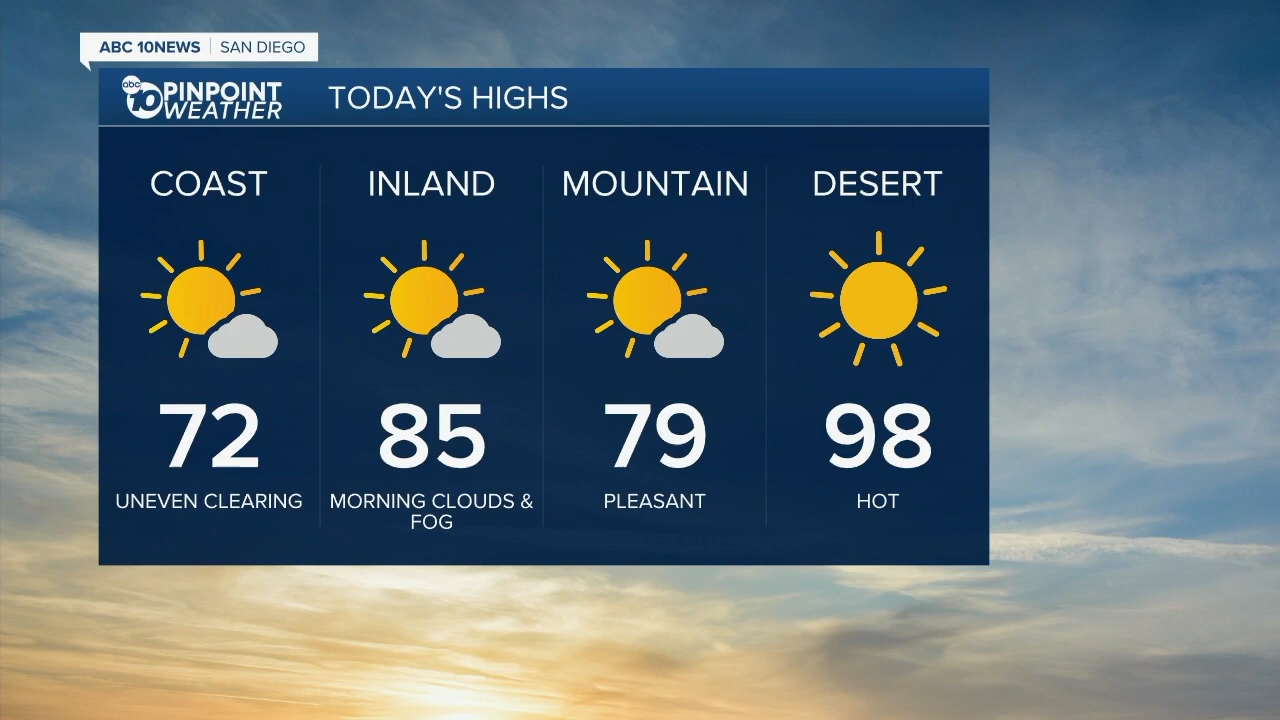 ABC 10NEWS | SAN DIEGO
abc 10 PINPOINT WEATHER
TODAY'S HIGHS
COAST
INLAND
MOUNTAIN
DESERT
72
85
79
98
UNEVEN CLEARING
MORNING CLOUDS &
FOG
PLEASANT
HOT